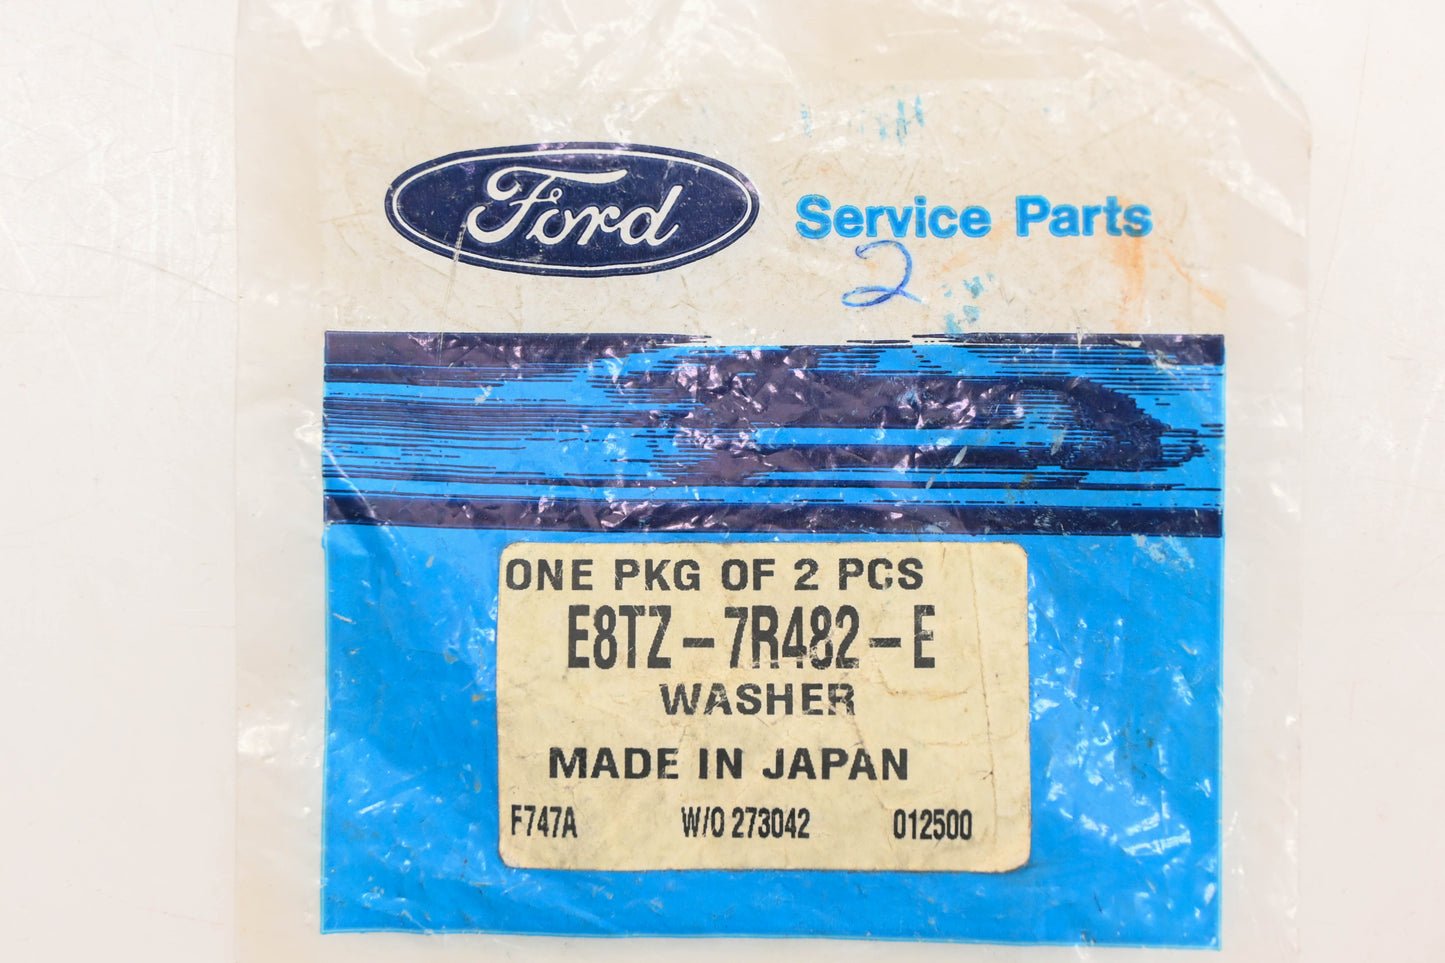 Ford
Service Parts
2
ONE PKG OF 2 PCS
E8TZ-7R482-E
WASHER
MADE IN JAPAN
F747A W/O 273042 012500